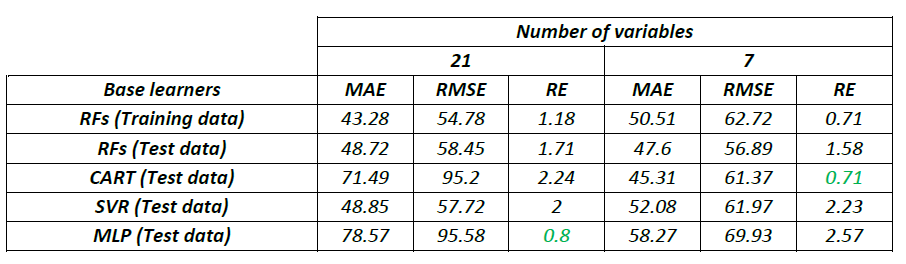 Number of variables
21 7
Base learners MAE RMSE RE MAE RMSE RE
RFs (Training data) 43.28 54.78 1.18 50.51 62.72 0.71
RFs (Test data) 48.72 58.45 1.71 47.6 56.89 1.58
CART (Test data) 71.49 95.2 2.24 45.31 61.37 0.71
SVR (Test data) 48.85 57.72 2 52.08 61.97 2.23
MLP (Test data) 78.57 95.58 0.8 58.27 69.93 2.57